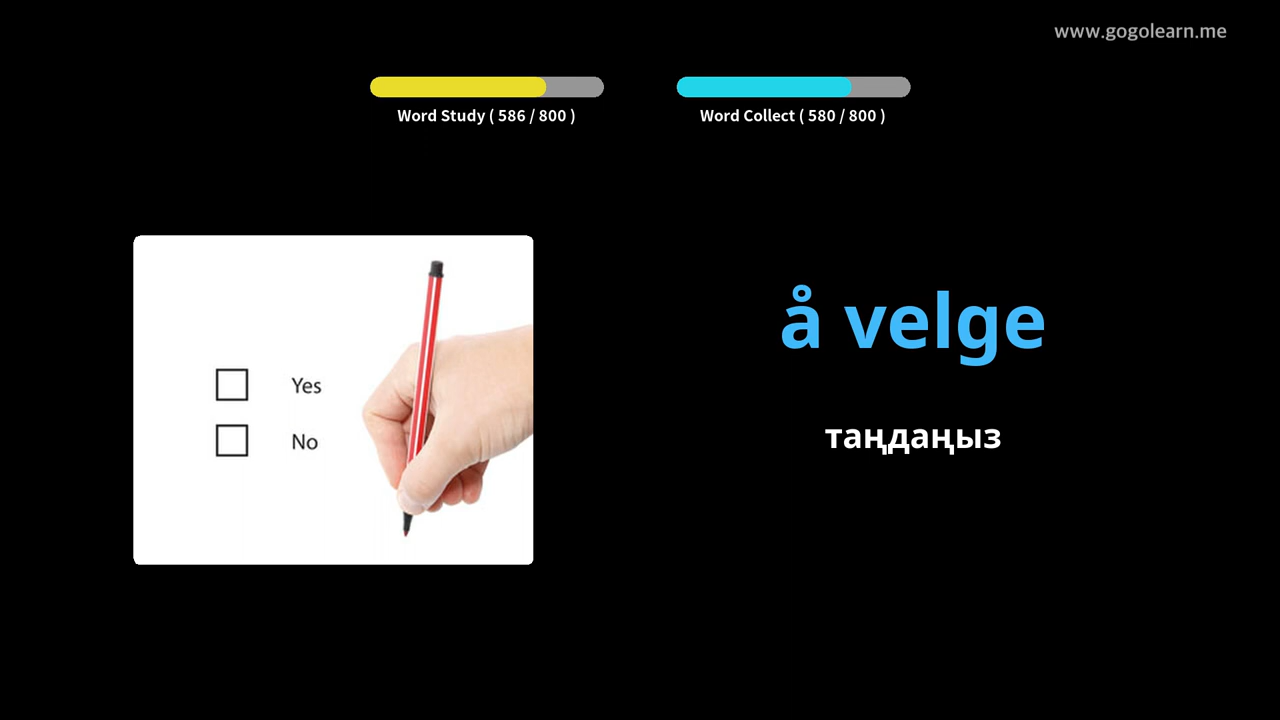 www.gogolearn.me
Word Study ( 586 / 800 )
Word Collect ( 580 / 800 )
Yes
No
å velge
таңдаңыз